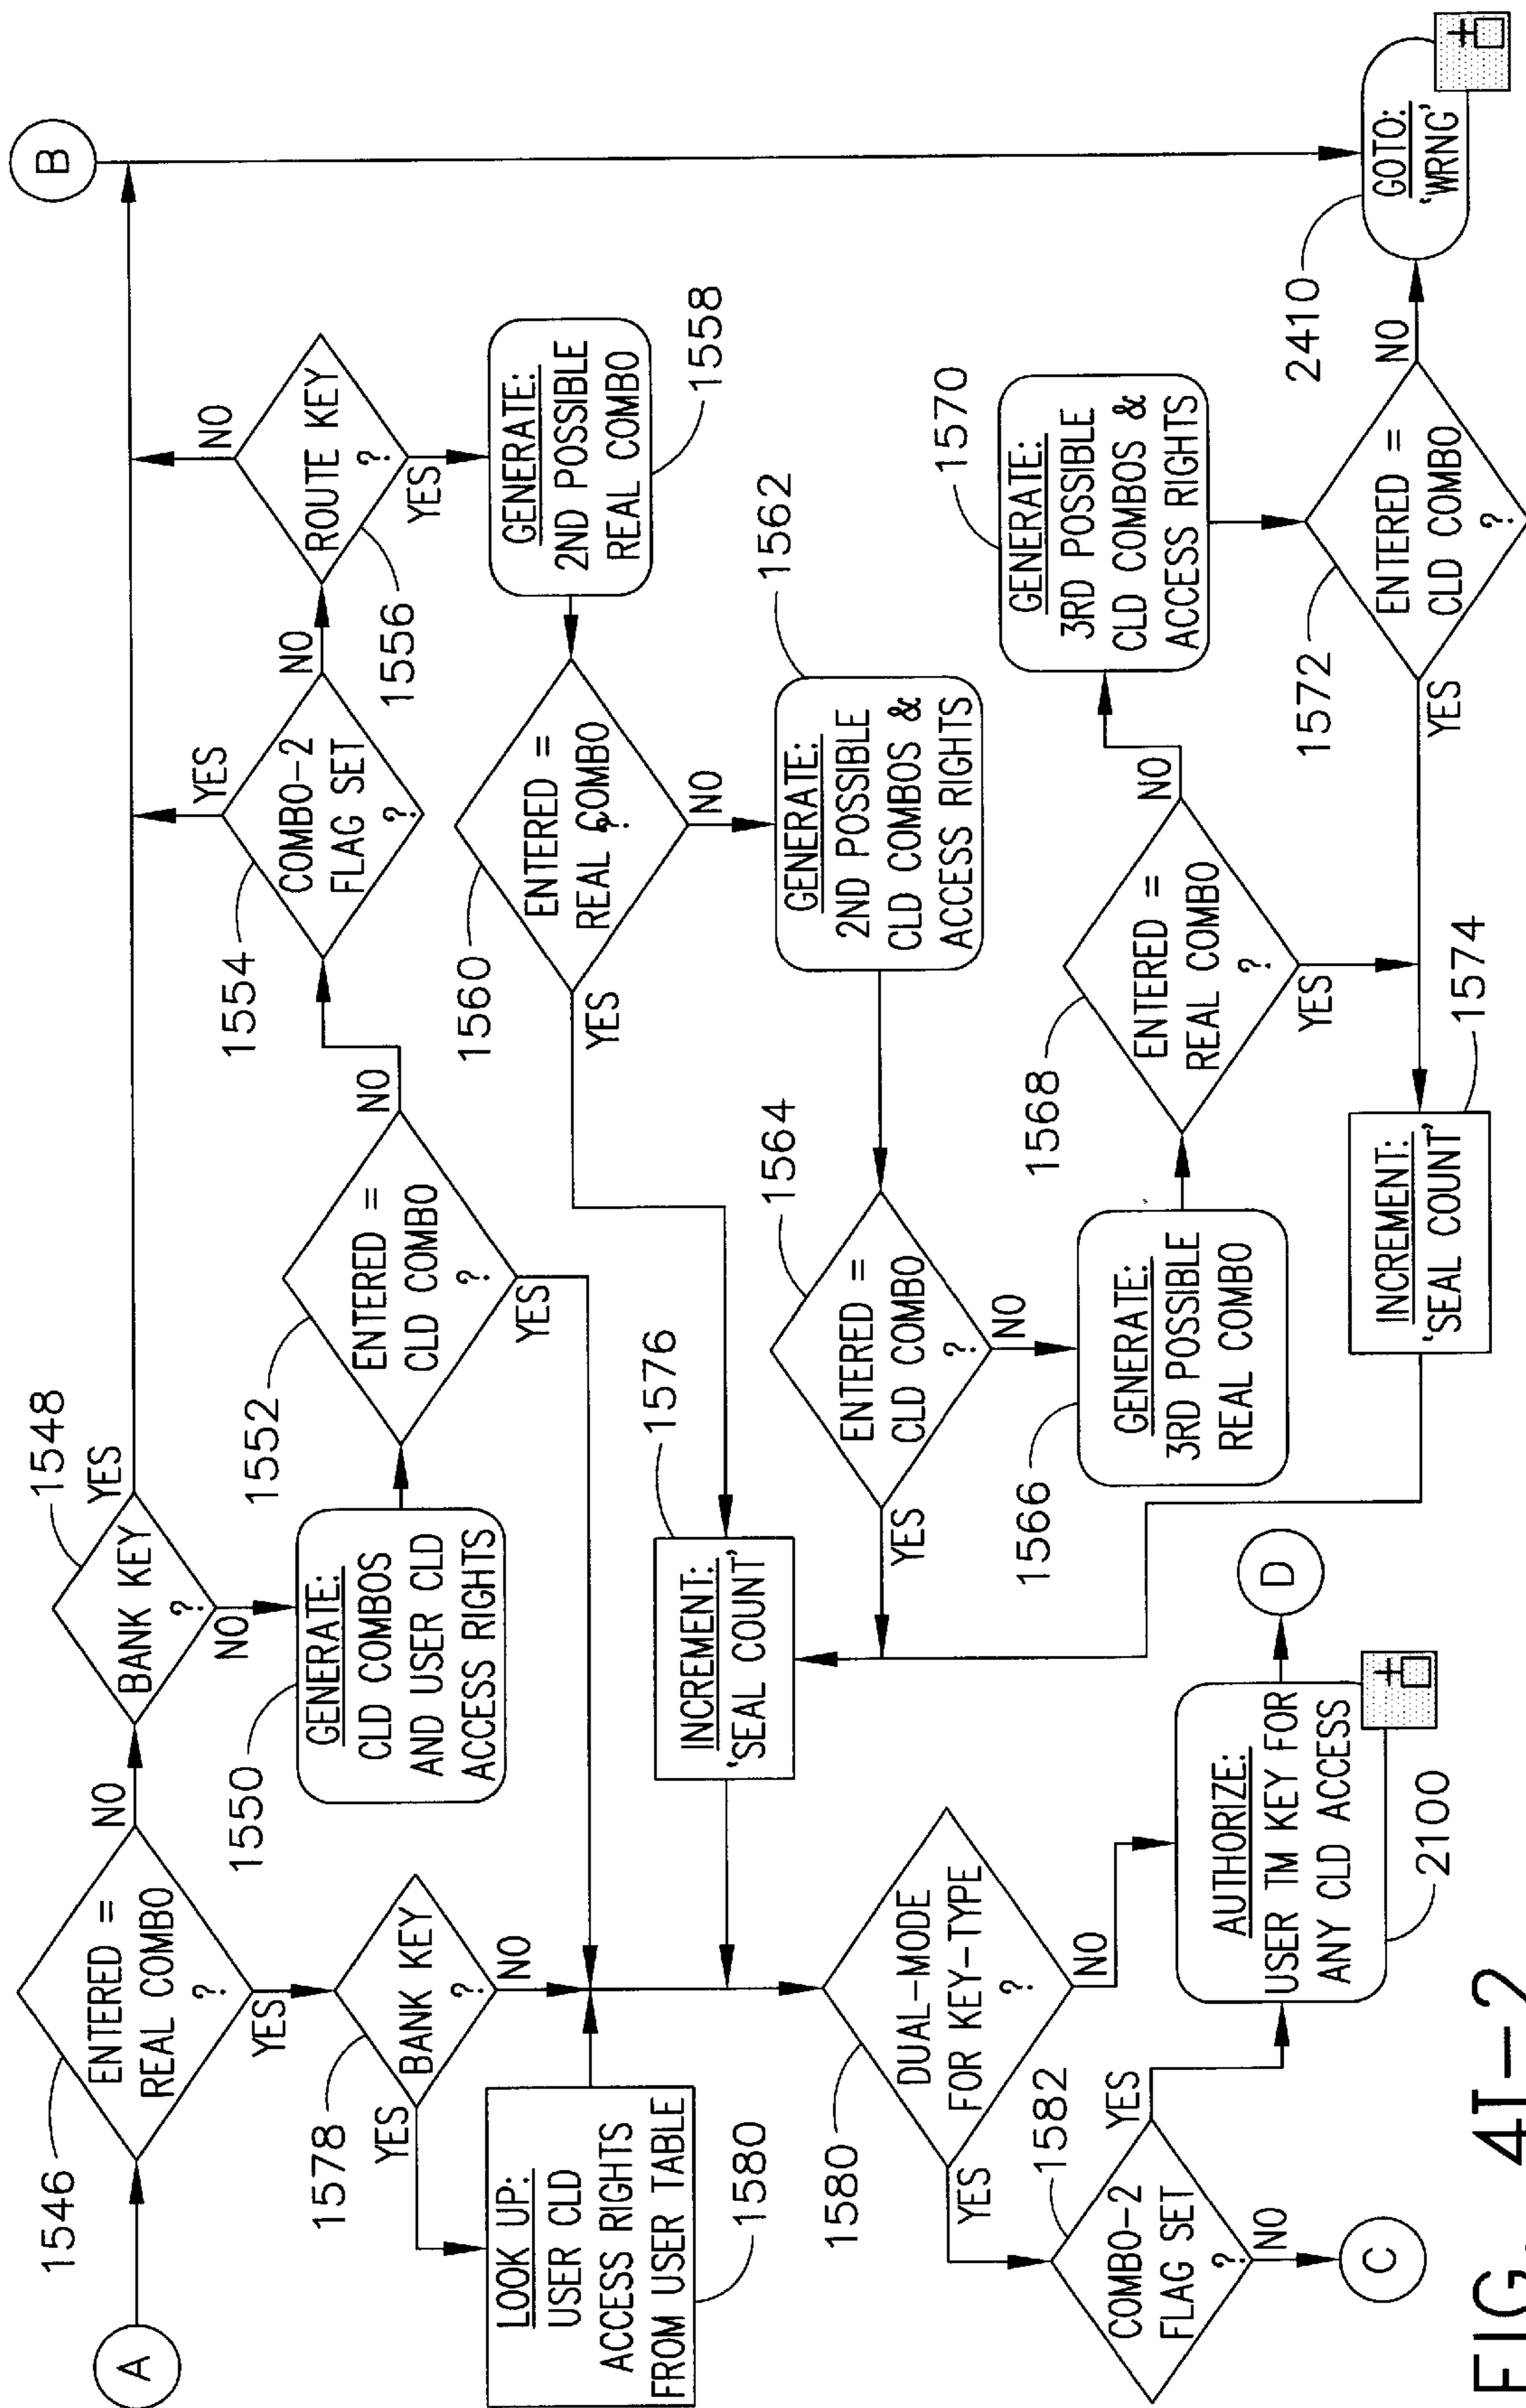 A
1546
ENTERED =
REAL COMBO
?
NO
YES
BANK KEY
?
1548
YES
NO
B
1550
GENERATE:
CLD COMBOS
AND USER CLD
ACCESS RIGHTS
1552
ENTERED =
CLD COMBO
?
NO
YES
1554
COMBO-2
FLAG SET
?
YES
NO
1556
ROUTE KEY
?
NO
YES
GENERATE:
2ND POSSIBLE
REAL COMBO
1558
1560
ENTERED =
REAL COMBO
?
YES
NO
GENERATE:
2ND POSSIBLE
CLD COMBOS &
ACCESS RIGHTS
1562
1564
ENTERED =
CLD COMBO
?
YES
NO
1566
GENERATE:
3RD POSSIBLE
REAL COMBO
1568
ENTERED =
REAL COMBO
?
NO
YES
GENERATE:
3RD POSSIBLE
CLD COMBOS &
ACCESS RIGHTS
1570
1572
ENTERED =
CLD COMBO
?
YES
NO
2410
GOTO:
'WRNG'
INCREMENT:
'SEAL COUNT'
1574
INCREMENT:
'SEAL COUNT'
1576
1578
BANK KEY
?
YES
NO
LOOK UP:
USER CLD
ACCESS RIGHTS
FROM USER TABLE
1580
1580
DUAL-MODE
FOR KEY-TYPE
?
YES
NO
COMBO-2
FLAG SET
?
1582
YES
NO
C
AUTHORIZE:
USER TM KEY FOR
ANY CLD ACCESS
2100
D
FIG. 4I-2